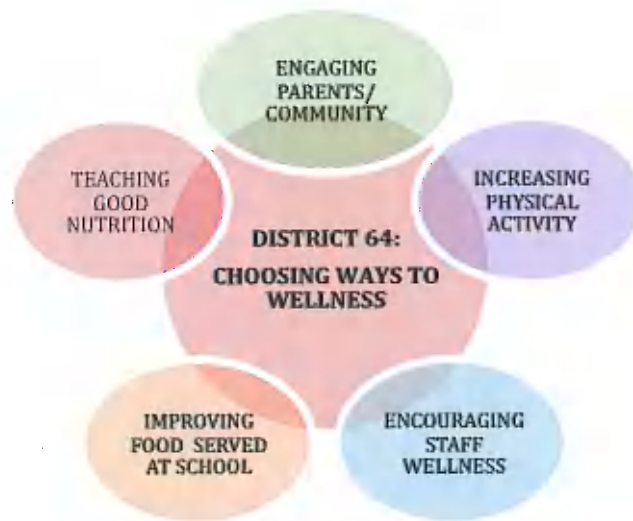 ENGAGING
PARENTS/
COMMUNITY
TEACHING
GOOD
NUTRITION
INCREASING
PHYSICAL
ACTIVITY
DISTRICT 64:
CHOOSING WAYS TO
WELLNESS
IMPROVING
FOOD SERVED
AT SCHOOL
ENCOURAGING
STAFF
WELLNESS